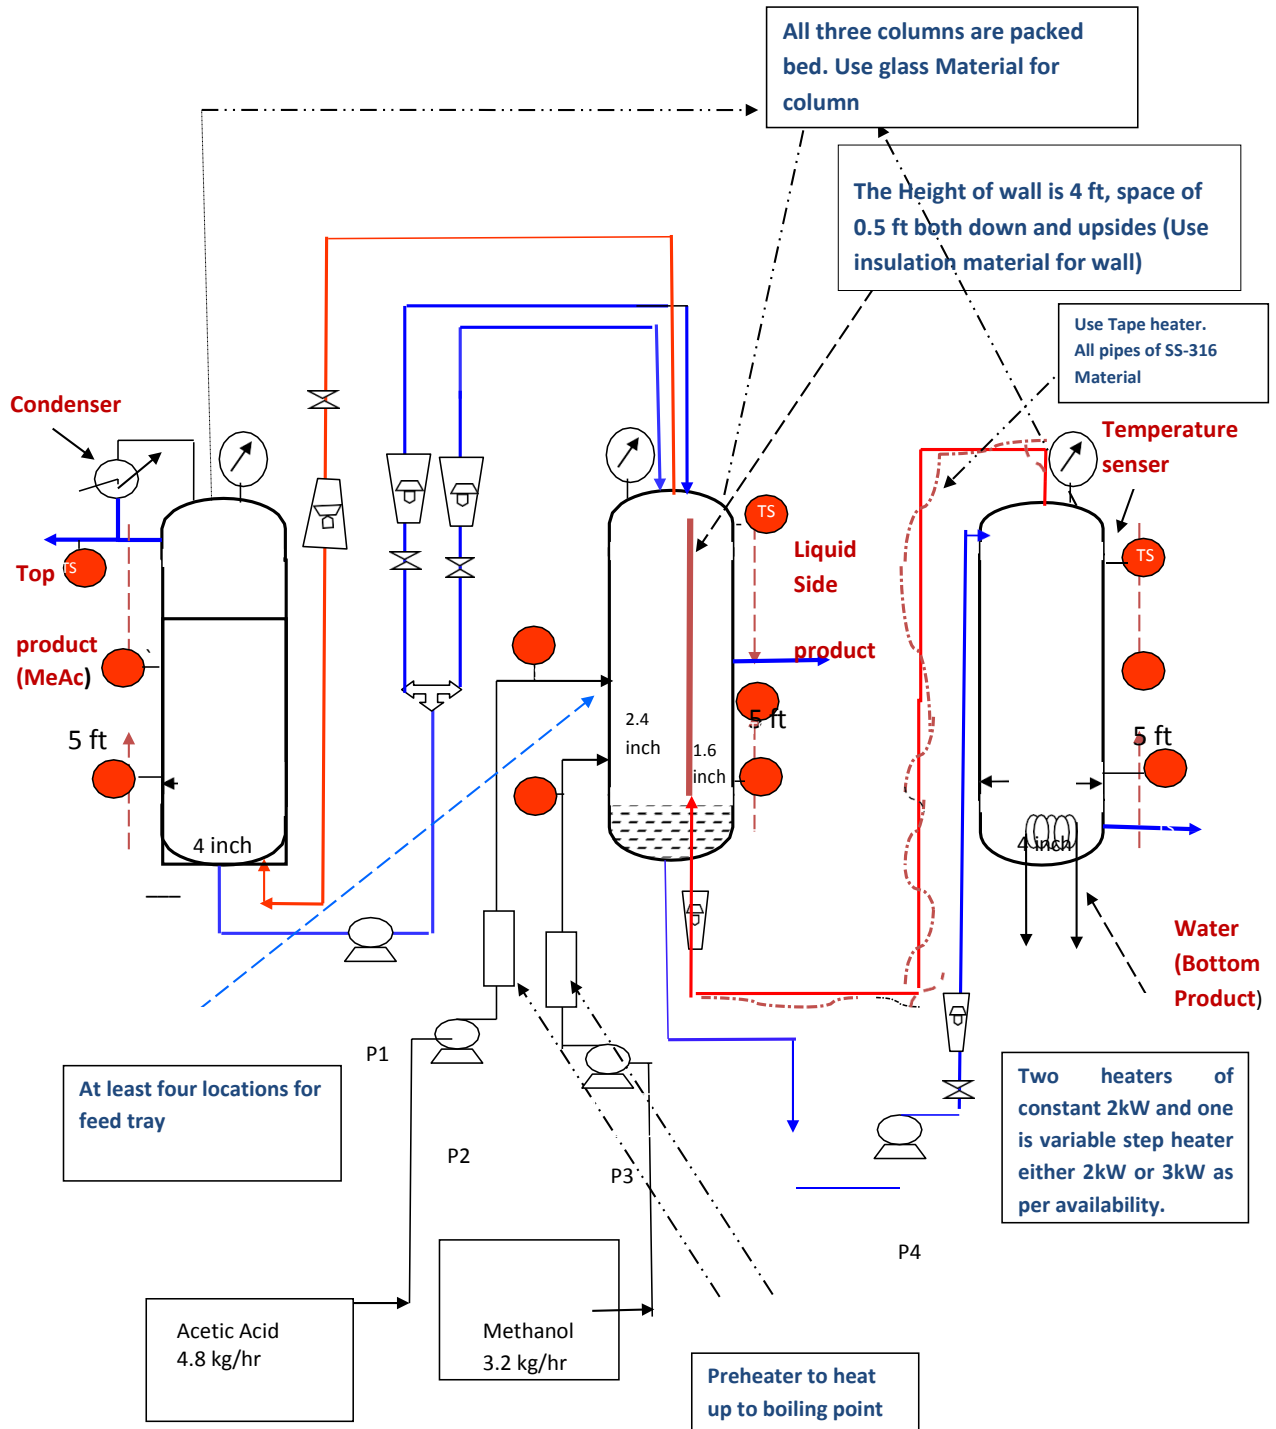 All three columns are packed
bed. Use glass Material for
column
The Height of wall is 4 ft, space of
0.5 ft both down and upsides (Use
insulation material for wall)
Use Tape heater.
All pipes of SS-316
Material
Condenser
Temperature
senser
TS
TS
Liquid
Side
product
Top
TS
product
(MeAc)
5 ft
2.4
inch
1.6
inch
5 ft
5 ft
4 inch
4 inch
TS
Water
(Bottom
Product)
P1
At least four locations for
feed tray
P2
P3
Two heaters of
constant 2kW and one
is variable step heater
either 2kW or 3kW as
per availability.
P4
Acetic Acid
4.8 kg/hr
Methanol
3.2 kg/hr
Preheater to heat
up to boiling point